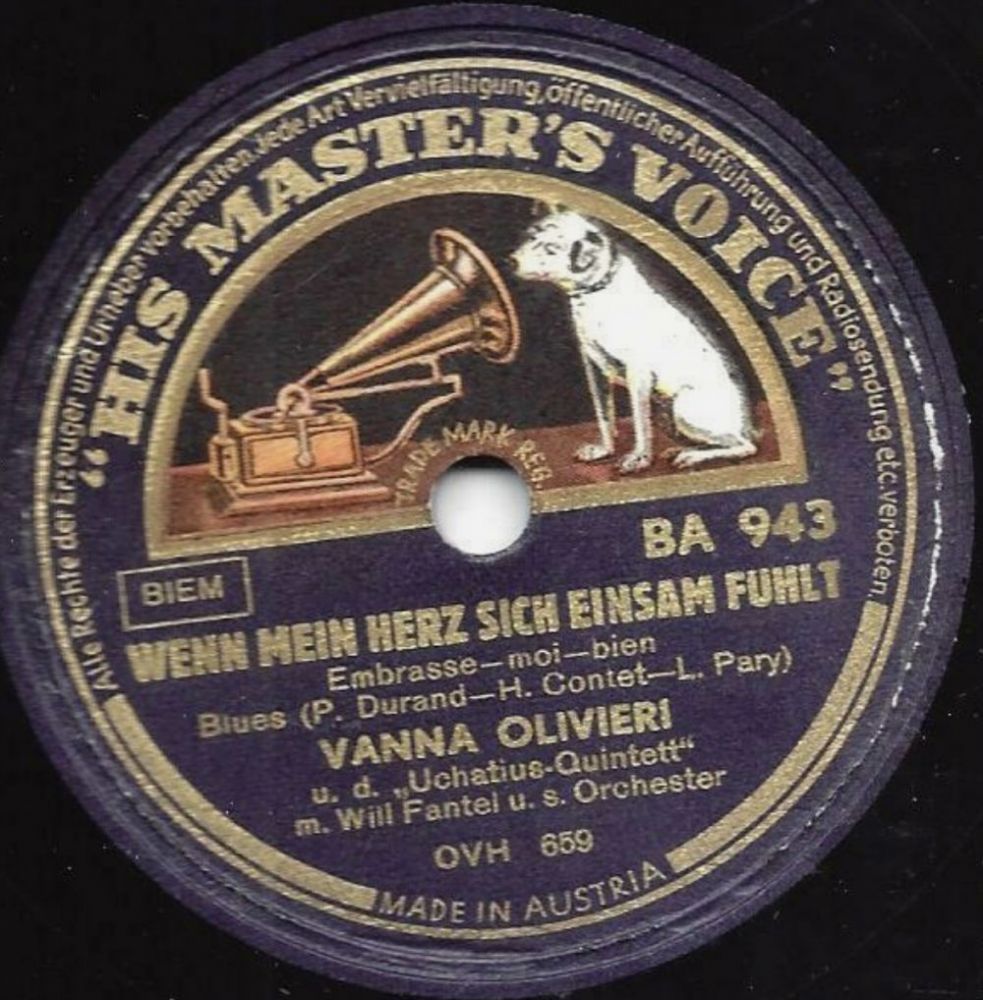 Alle Rechte der Erzeuger und Urheber vorbehalten. Jede Art Vervielfältigung, öffentlicher Aufführung und Radiosendung etc. verboten.
“HIS MASTER'S VOICE”
TRADE MARK REG.
BA 943
BIEM
WENN MEIN HERZ SICH EINSAM FUHLT
Embrasse-moi-bien
Blues (P. Durand-H. Contet-L. Pary)
VANNA OLIVIERI
u. d. „Uchatius-Quintett“
m. Will Fantel u. s. Orchester
OVH 659
MADE IN AUSTRIA